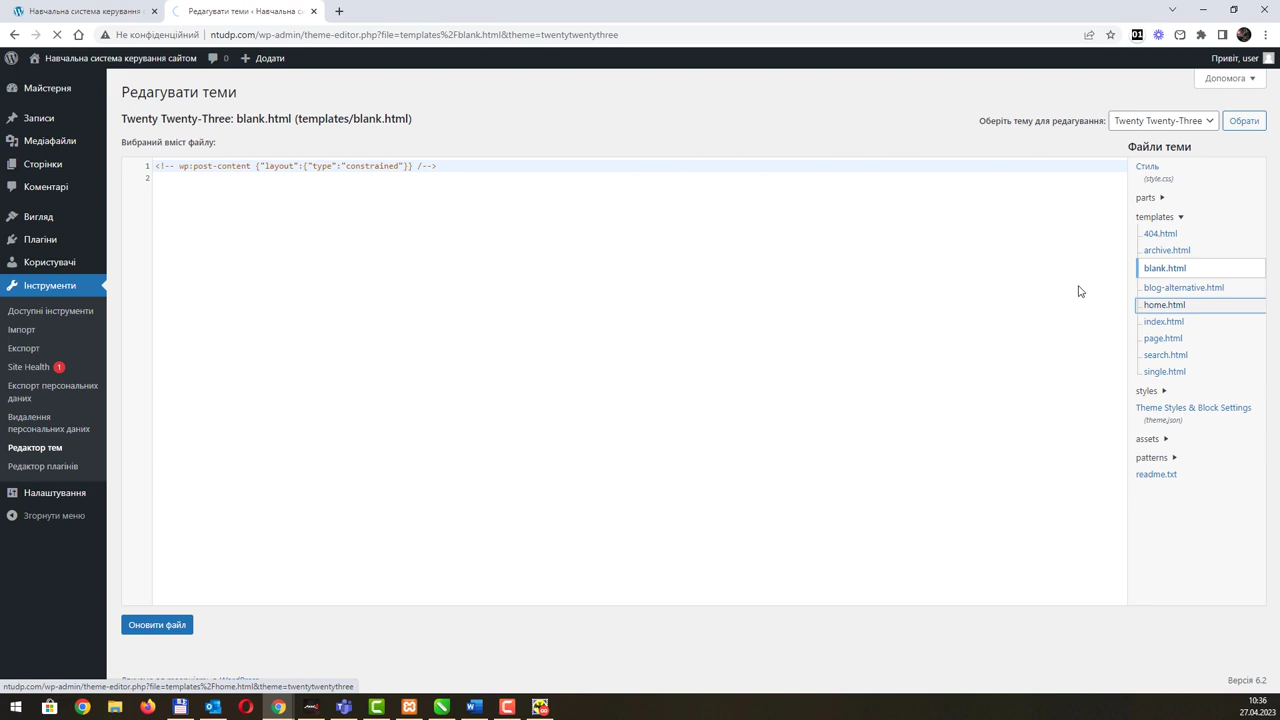 Навчальна система керування
Редагувати теми ‹ Навчальна си
Не конфіденційний
ntudp.com/wp-admin/theme-editor.php?file=templates%2Fblank.html&theme=twentytwentythree
01
Навчальна система керування сайтом
0
Додати
Привіт, user
Допомога
Майстерня
Записи
Медіафайли
Сторінки
Коментарі
Вигляд
Плагіни
Користувачі
Інструменти
Доступні інструменти
Імпорт
Експорт
Site Health 1
Експорт персональних
даних
Видалення
персональних даних
Редактор тем
Редактор плагінів
Налаштування
Згорнути меню
Редагувати теми
Twenty Twenty-Three: blank.html (templates/blank.html)
Оберіть тему для редагування:
Twenty Twenty-Three
Обрати
Вибраний вміст файлу:
1 <!-- wp:post-content {"layout":{"type":"constrained"}} /-->
2
Файли теми
Стиль
(style.css)
parts
templates
404.html
archive.html
blank.html
blog-alternative.html
home.html
index.html
page.html
search.html
single.html
styles
Theme Styles & Block Settings
(theme.json)
assets
patterns
readme.txt
Оновити файл
Версія 6.2
ntudp.com/wp-admin/theme-editor.php?file=templates%2Fhome.html&theme=twentytwentythree
10:36
27.04.2023